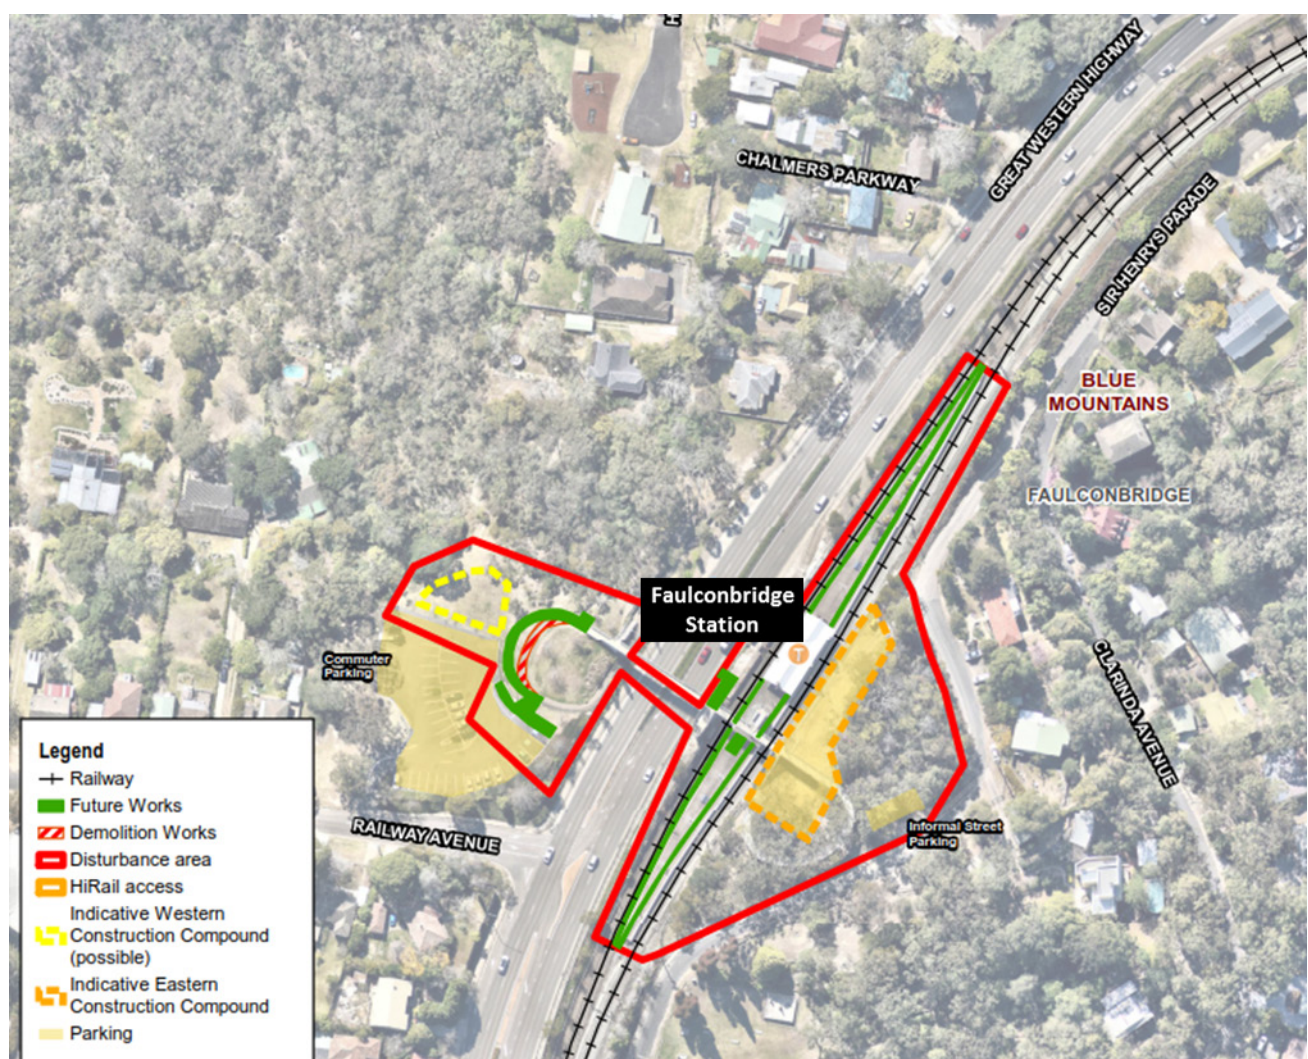 H
GREAT WESTERN HIGHWAY
CHALMERS PARKWAY
SIR HENRYS PARADE
BLUE
MOUNTAINS
FAULCONBRIDGE
Faulconbridge
Station
T
Commuter
Parking
CLARINDA AVENUE
RAILWAY AVENUE
Informal Street
Parking
Legend
Railway
Future Works
Demolition Works
Disturbance area
HiRail access
Indicative Western
Construction Compound
(possible)
Indicative Eastern
Construction Compound
Parking